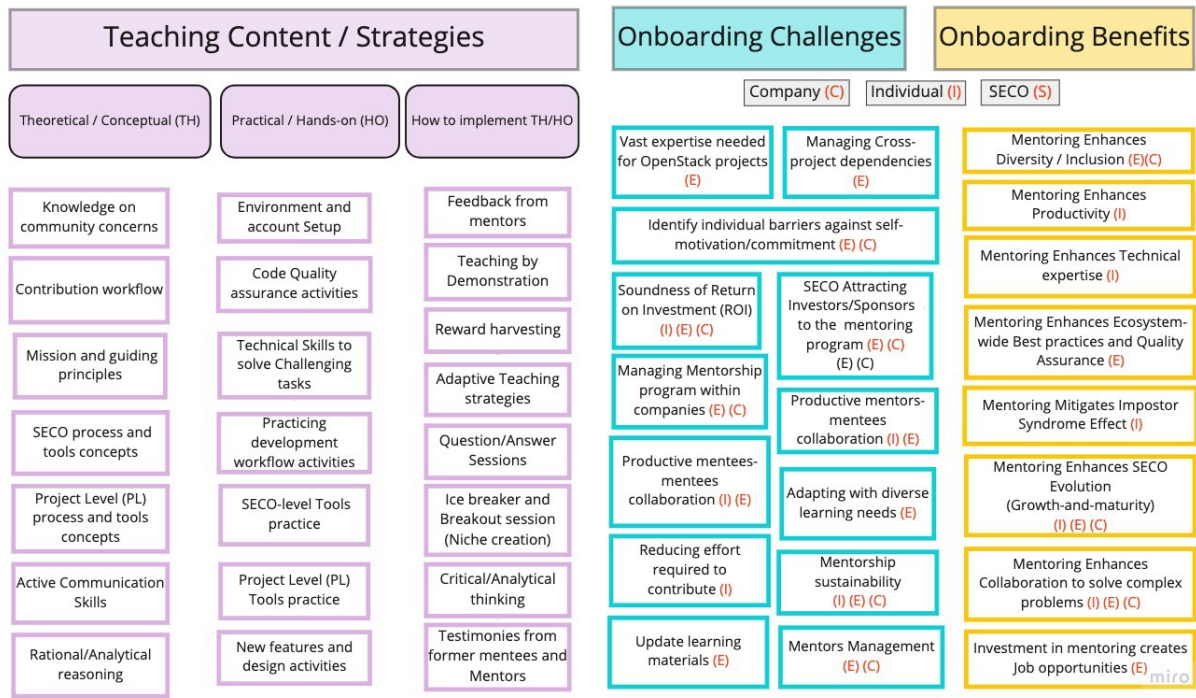 Teaching Content / Strategies
Theoretical / Conceptual (TH)
Practical / Hands-on (HO)
How to implement TH/HO
Knowledge on
community concerns
Contribution workflow
Mission and guiding
principles
SECO process and
tools concepts
Project Level (PL)
process and tools
concepts
Active Communication
Skills
Rational/Analytical
reasoning
Environment and
account Setup
Code Quality
assurance activities
Technical Skills to
solve Challenging
tasks
Practicing
development
workflow activities
SECO-level Tools
practice
Project Level (PL)
Tools practice
New features and
design activities
Feedback from
mentors
Teaching by
Demonstration
Reward harvesting
Adaptive Teaching
strategies
Question/Answer
Sessions
Ice breaker and
Breakout session
(Niche creation)
Critical/Analytical
thinking
Testimonies from
former mentees and
Mentors
Onboarding Challenges
Onboarding Benefits
Company (C)
Individual (I)
SECO (S)
Vast expertise needed
for OpenStack projects
(E)
Managing Cross-
project dependencies
(E)
Identify individual barriers against self-
motivation/commitment (E) (C)
Soundness of Return
on Investment (ROI)
(I) (E) (C)
SECO Attracting
Investors/Sponsors
to the mentoring
program (E) (C)
(E) (C)
Managing Mentorship
program within
companies (E) (C)
Productive mentors-
mentees
collaboration (I) (E)
Productive mentees-
mentees
collaboration (I) (E)
Adapting with diverse
learning needs (E)
Reducing effort
required to
contribute (I)
Mentorship
sustainability
(I) (E) (C)
Update learning
materials (E)
Mentors Management
(E) (C)
Mentoring Enhances
Diversity / Inclusion (E)(C)
Mentoring Enhances
Productivity (I)
Mentoring Enhances Technical
expertise (I)
Mentoring Enhances Ecosystem-
wide Best practices and Quality
Assurance (E)
Mentoring Mitigates Impostor
Syndrome Effect (I)
Mentoring Enhances SECO
Evolution
(Growth-and-maturity)
(I) (E) (C)
Mentoring Enhances
Collaboration to solve complex
problems (I) (E) (C)
Investment in mentoring creates
Job opportunities (E)
miro